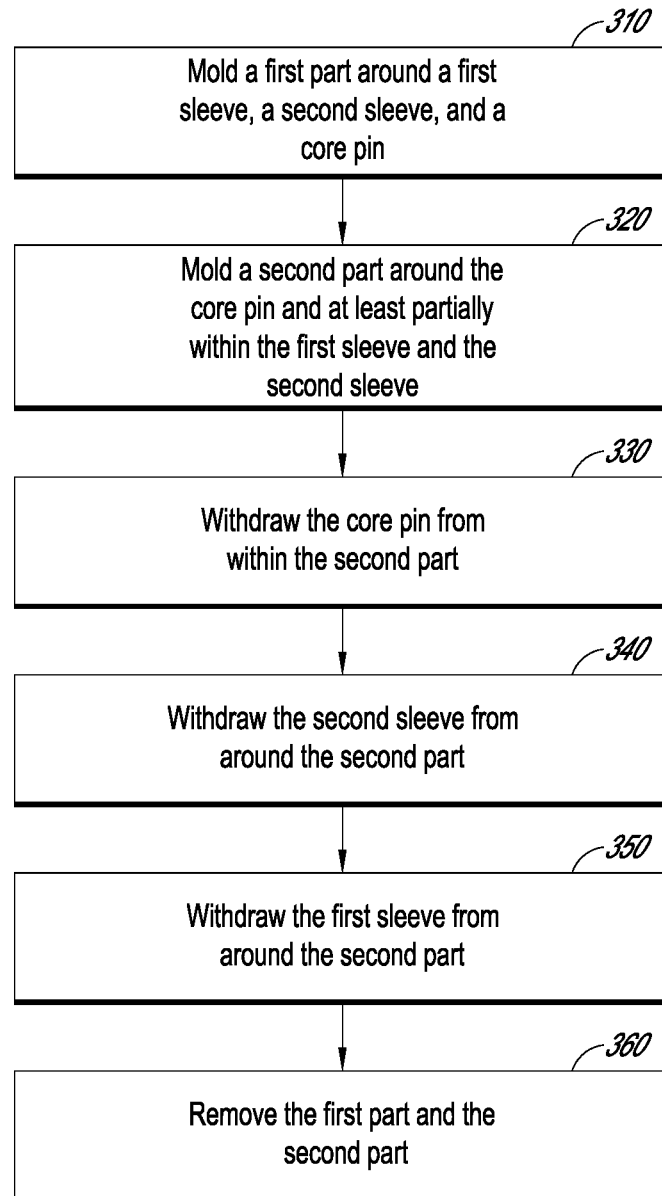 310
Mold a first part around a first
sleeve, a second sleeve, and a
core pin
320
Mold a second part around the
core pin and at least partially
within the first sleeve and the
second sleeve
330
Withdraw the core pin from
within the second part
340
Withdraw the second sleeve from
around the second part
350
Withdraw the first sleeve from
around the second part
360
Remove the first part and the
second part